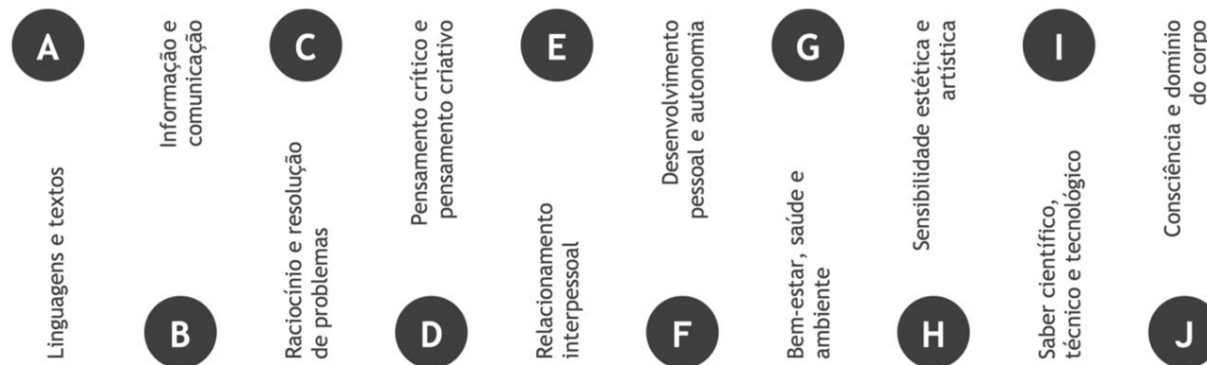 A
Linguagens e textos
B
Informação e
comunicação
C
Raciocínio e resolução
de problemas
D
Pensamento crítico e
pensamento criativo
E
Relacionamento
interpessoal
F
Desenvolvimento
pessoal e autonomia
G
Bem-estar, saúde e
ambiente
H
Sensibilidade estética e
artística
I
Saber científico,
técnico e tecnológico
J
Consciência e domínio
do corpo